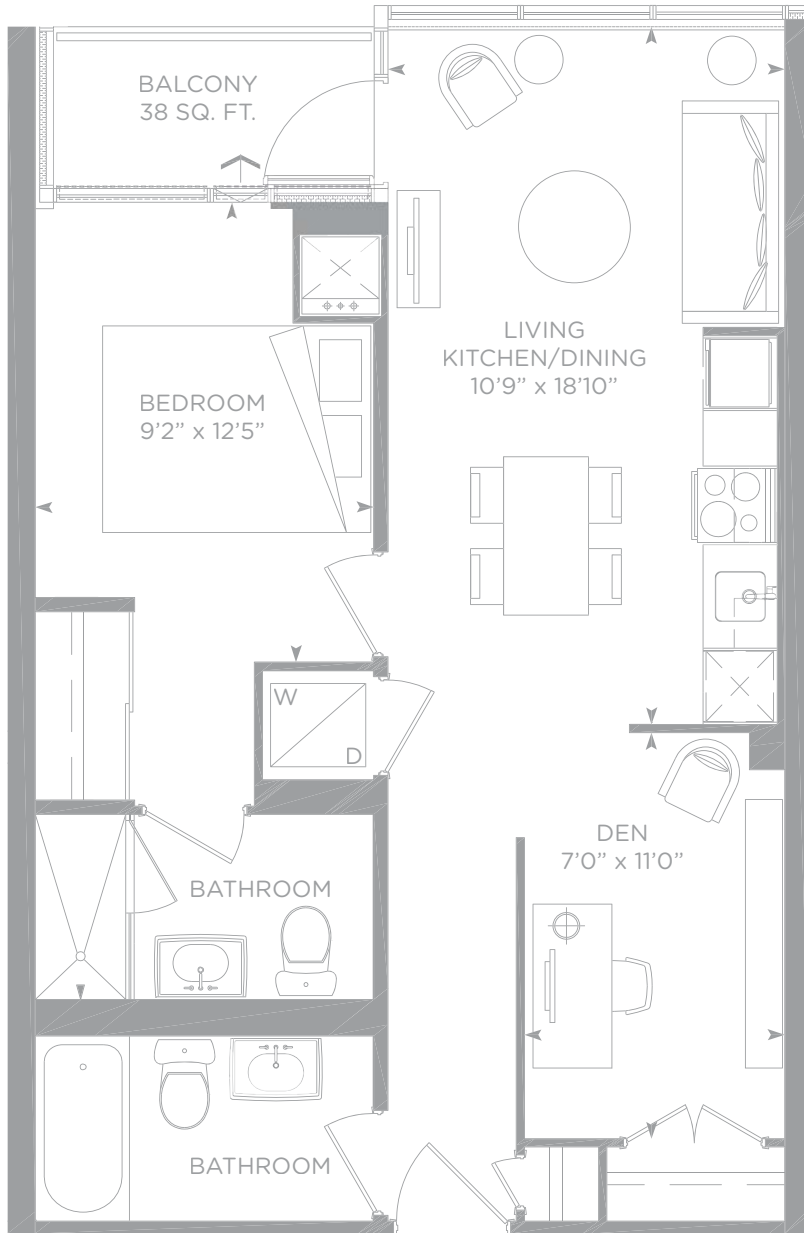 BALCONY
38 SQ. FT.
LIVING
KITCHEN/DINING
10’9” x 18’10”
BEDROOM
9’2” x 12’5”
W
D
DEN
7’0” x 11’0”
BATHROOM
BATHROOM